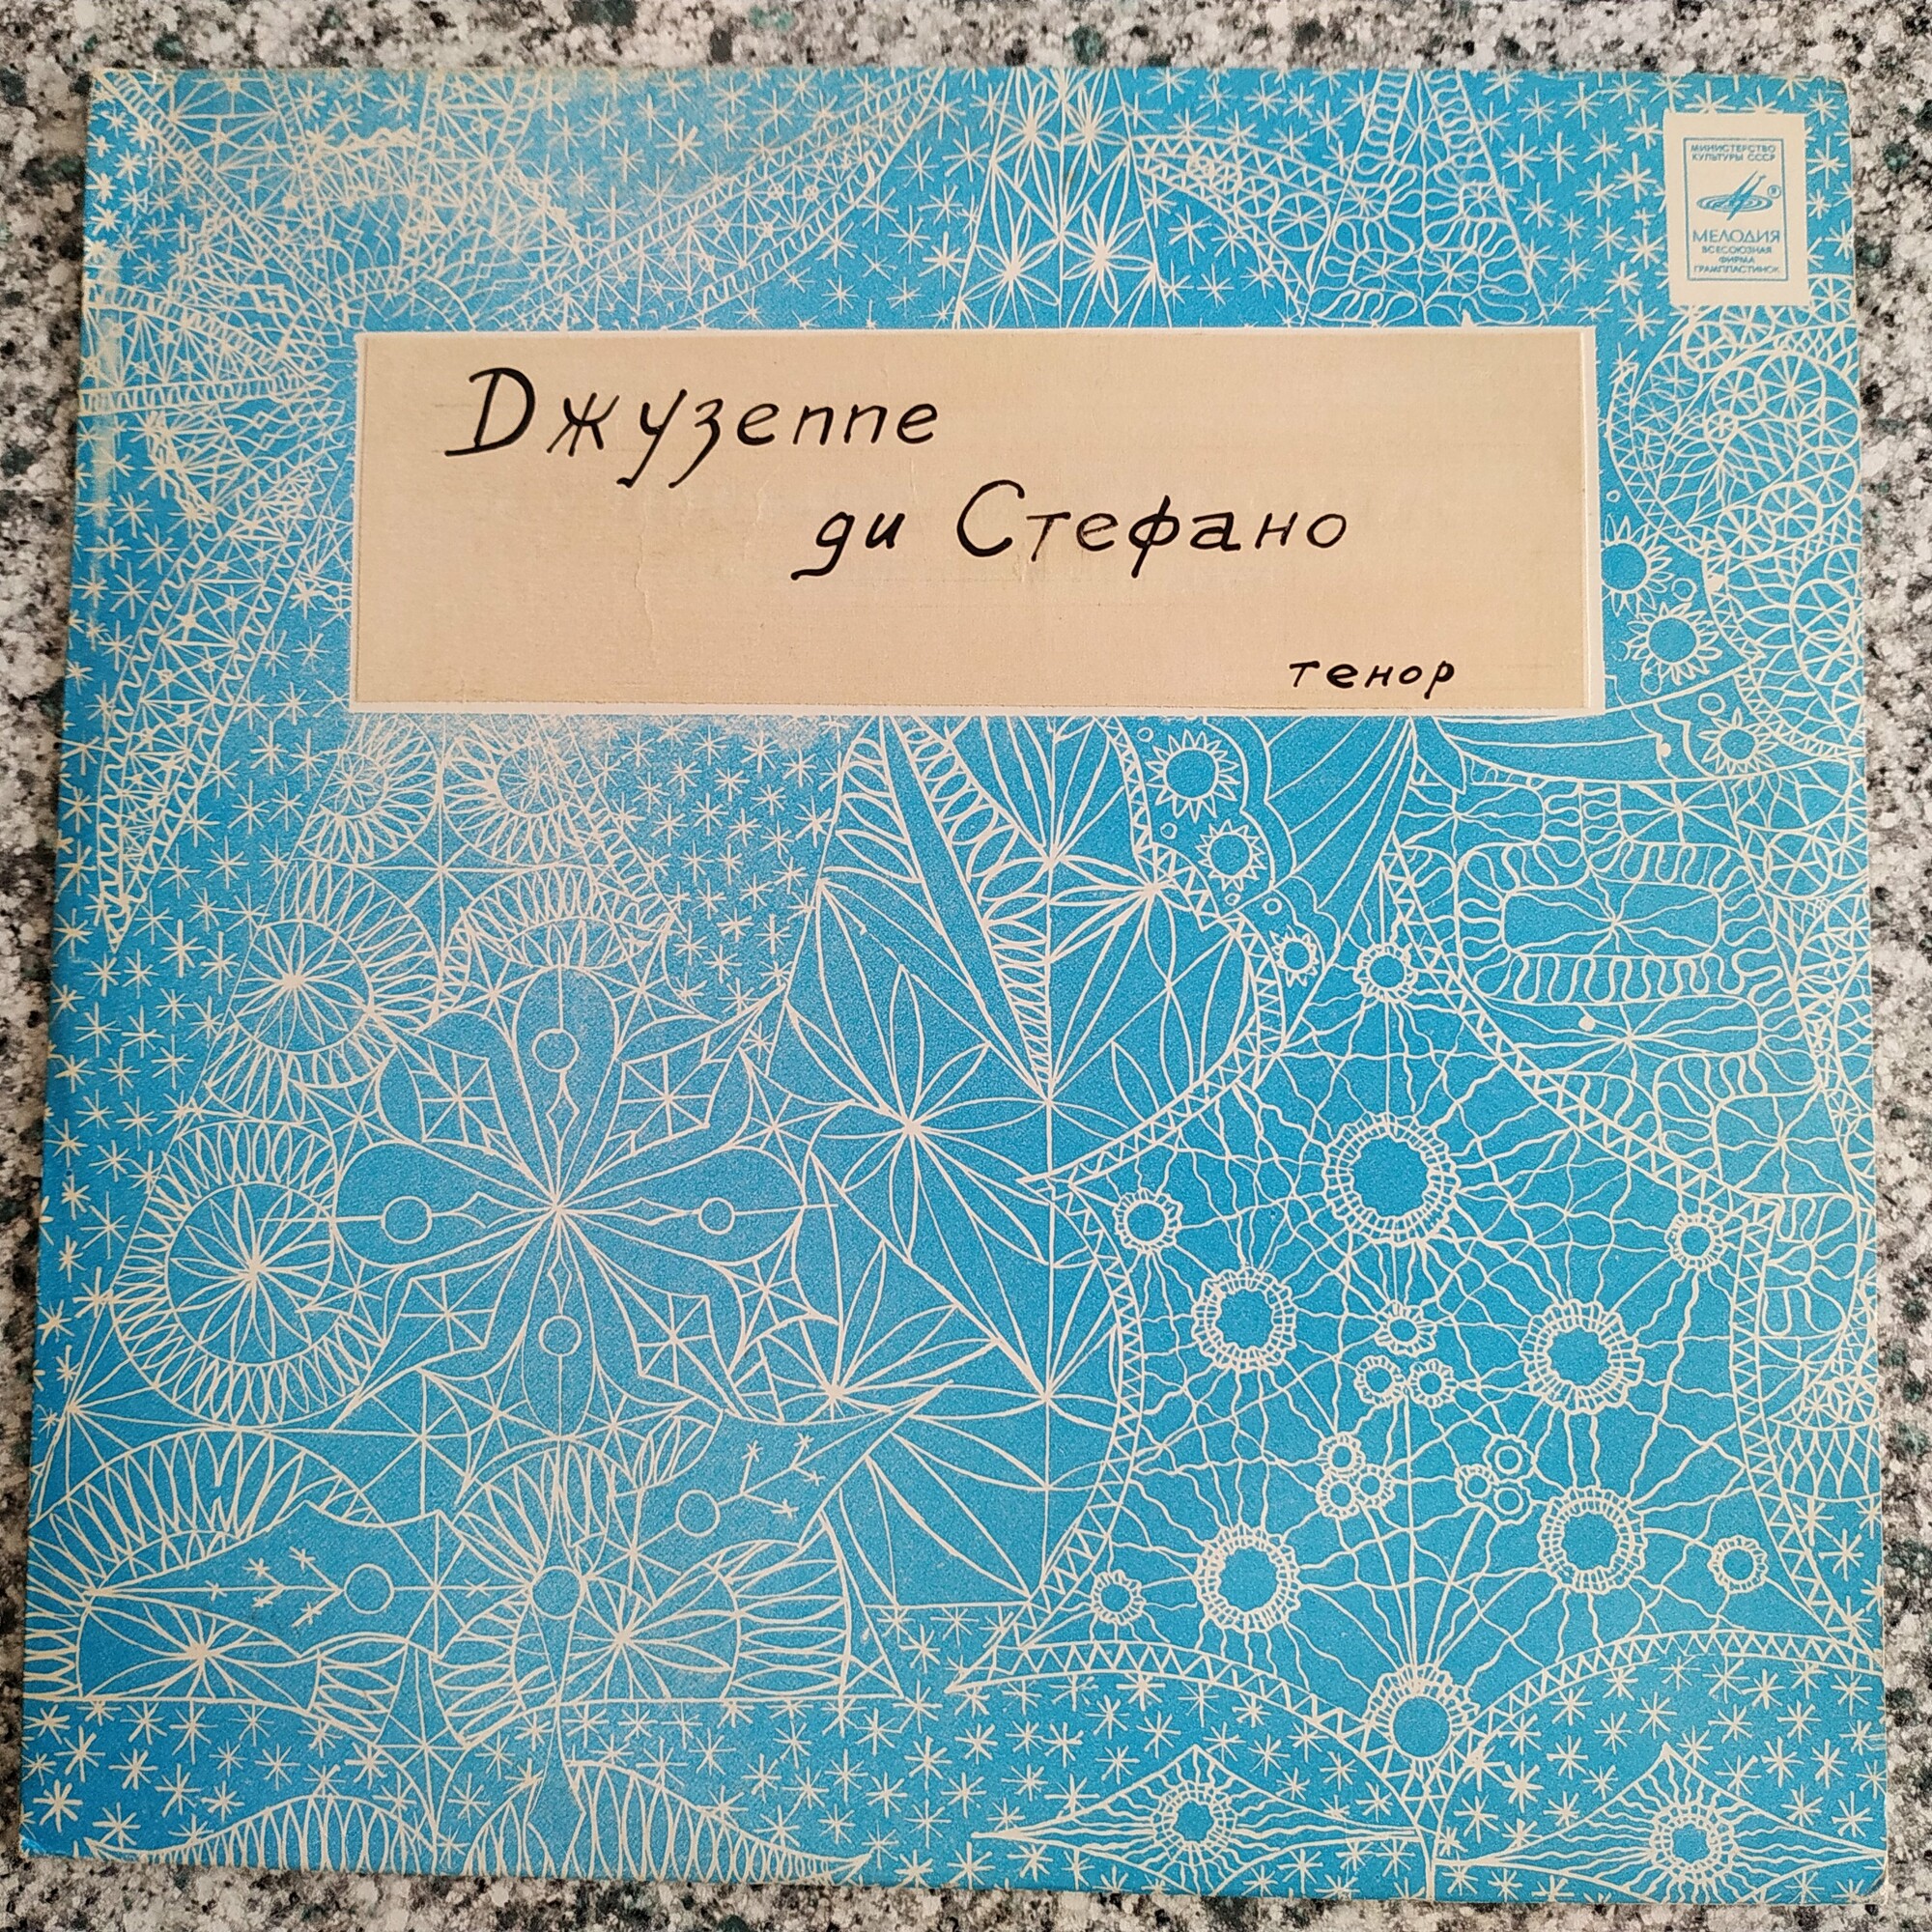 МИНИСТЕРСТВО
КУЛЬТУРЫ СССР
®
МЕЛОДИЯ
ВСЕСОЮЗНАЯ
ФИРМА
ГРАМПЛАСТИНОК
Джузеппе
ди Стефано
тенор